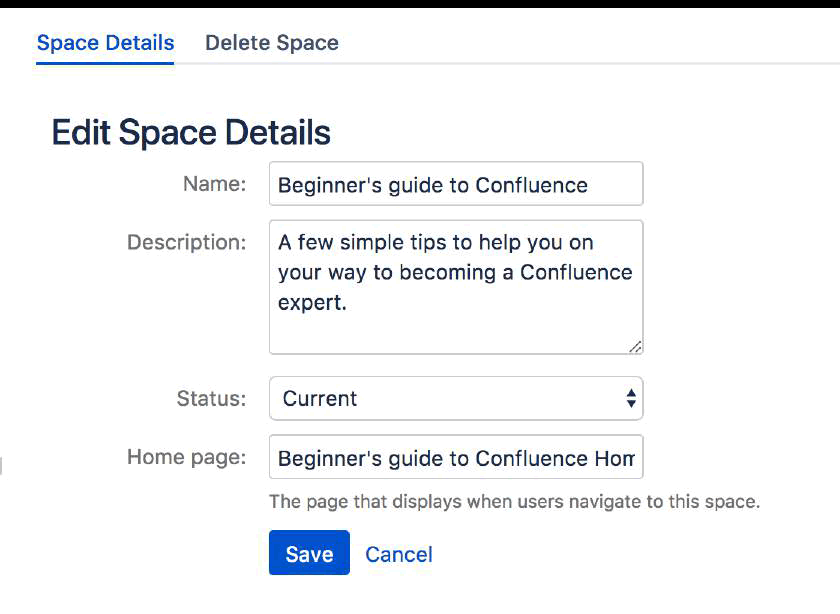 Space Details Delete Space
Edit Space Details
Name: Beginner's guide to Confluence
Description: A few simple tips to help you on
your way to becoming a Confluence
expert.
Status: Current
Home page: Beginner's guide to Confluence Hom
The page that displays when users navigate to this space.
Save Cancel